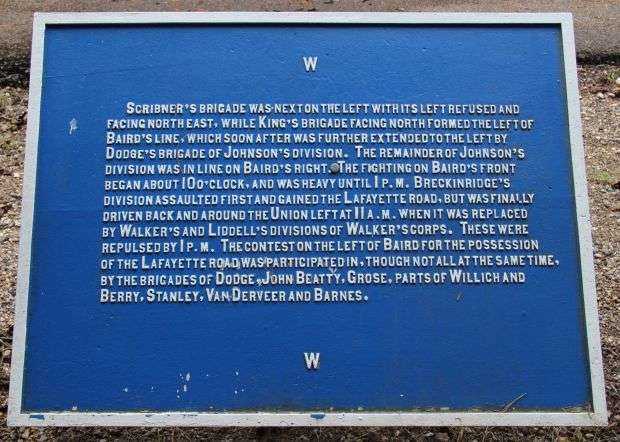 W
Scribner's brigade was next on the left with its left refused and
facing north east, while King's brigade facing north formed the left of
Baird's line, which soon after was further extended to the left by
Dodge's brigade of Johnson's division. The remainder of Johnson's
division was in line on Baird's right. The fighting on Baird's front
began about 10 o'clock, and was heavy until 1 p.m. Breckinridge's
division assaulted first and gained the Lafayette road, but was finally
driven back and around the Union left at 11 a.m. when it was replaced
by Walker's and Liddell's divisions of Walker's corps. These were
repulsed by 1 p.m. The contest on the left of Baird for the possession
of the Lafayette road was participated in, though not all at the same time,
by the brigades of Dodge, John Beatty, Grose, parts of Willich and
Berry, Stanley, Van Derveer and Barnes.
W